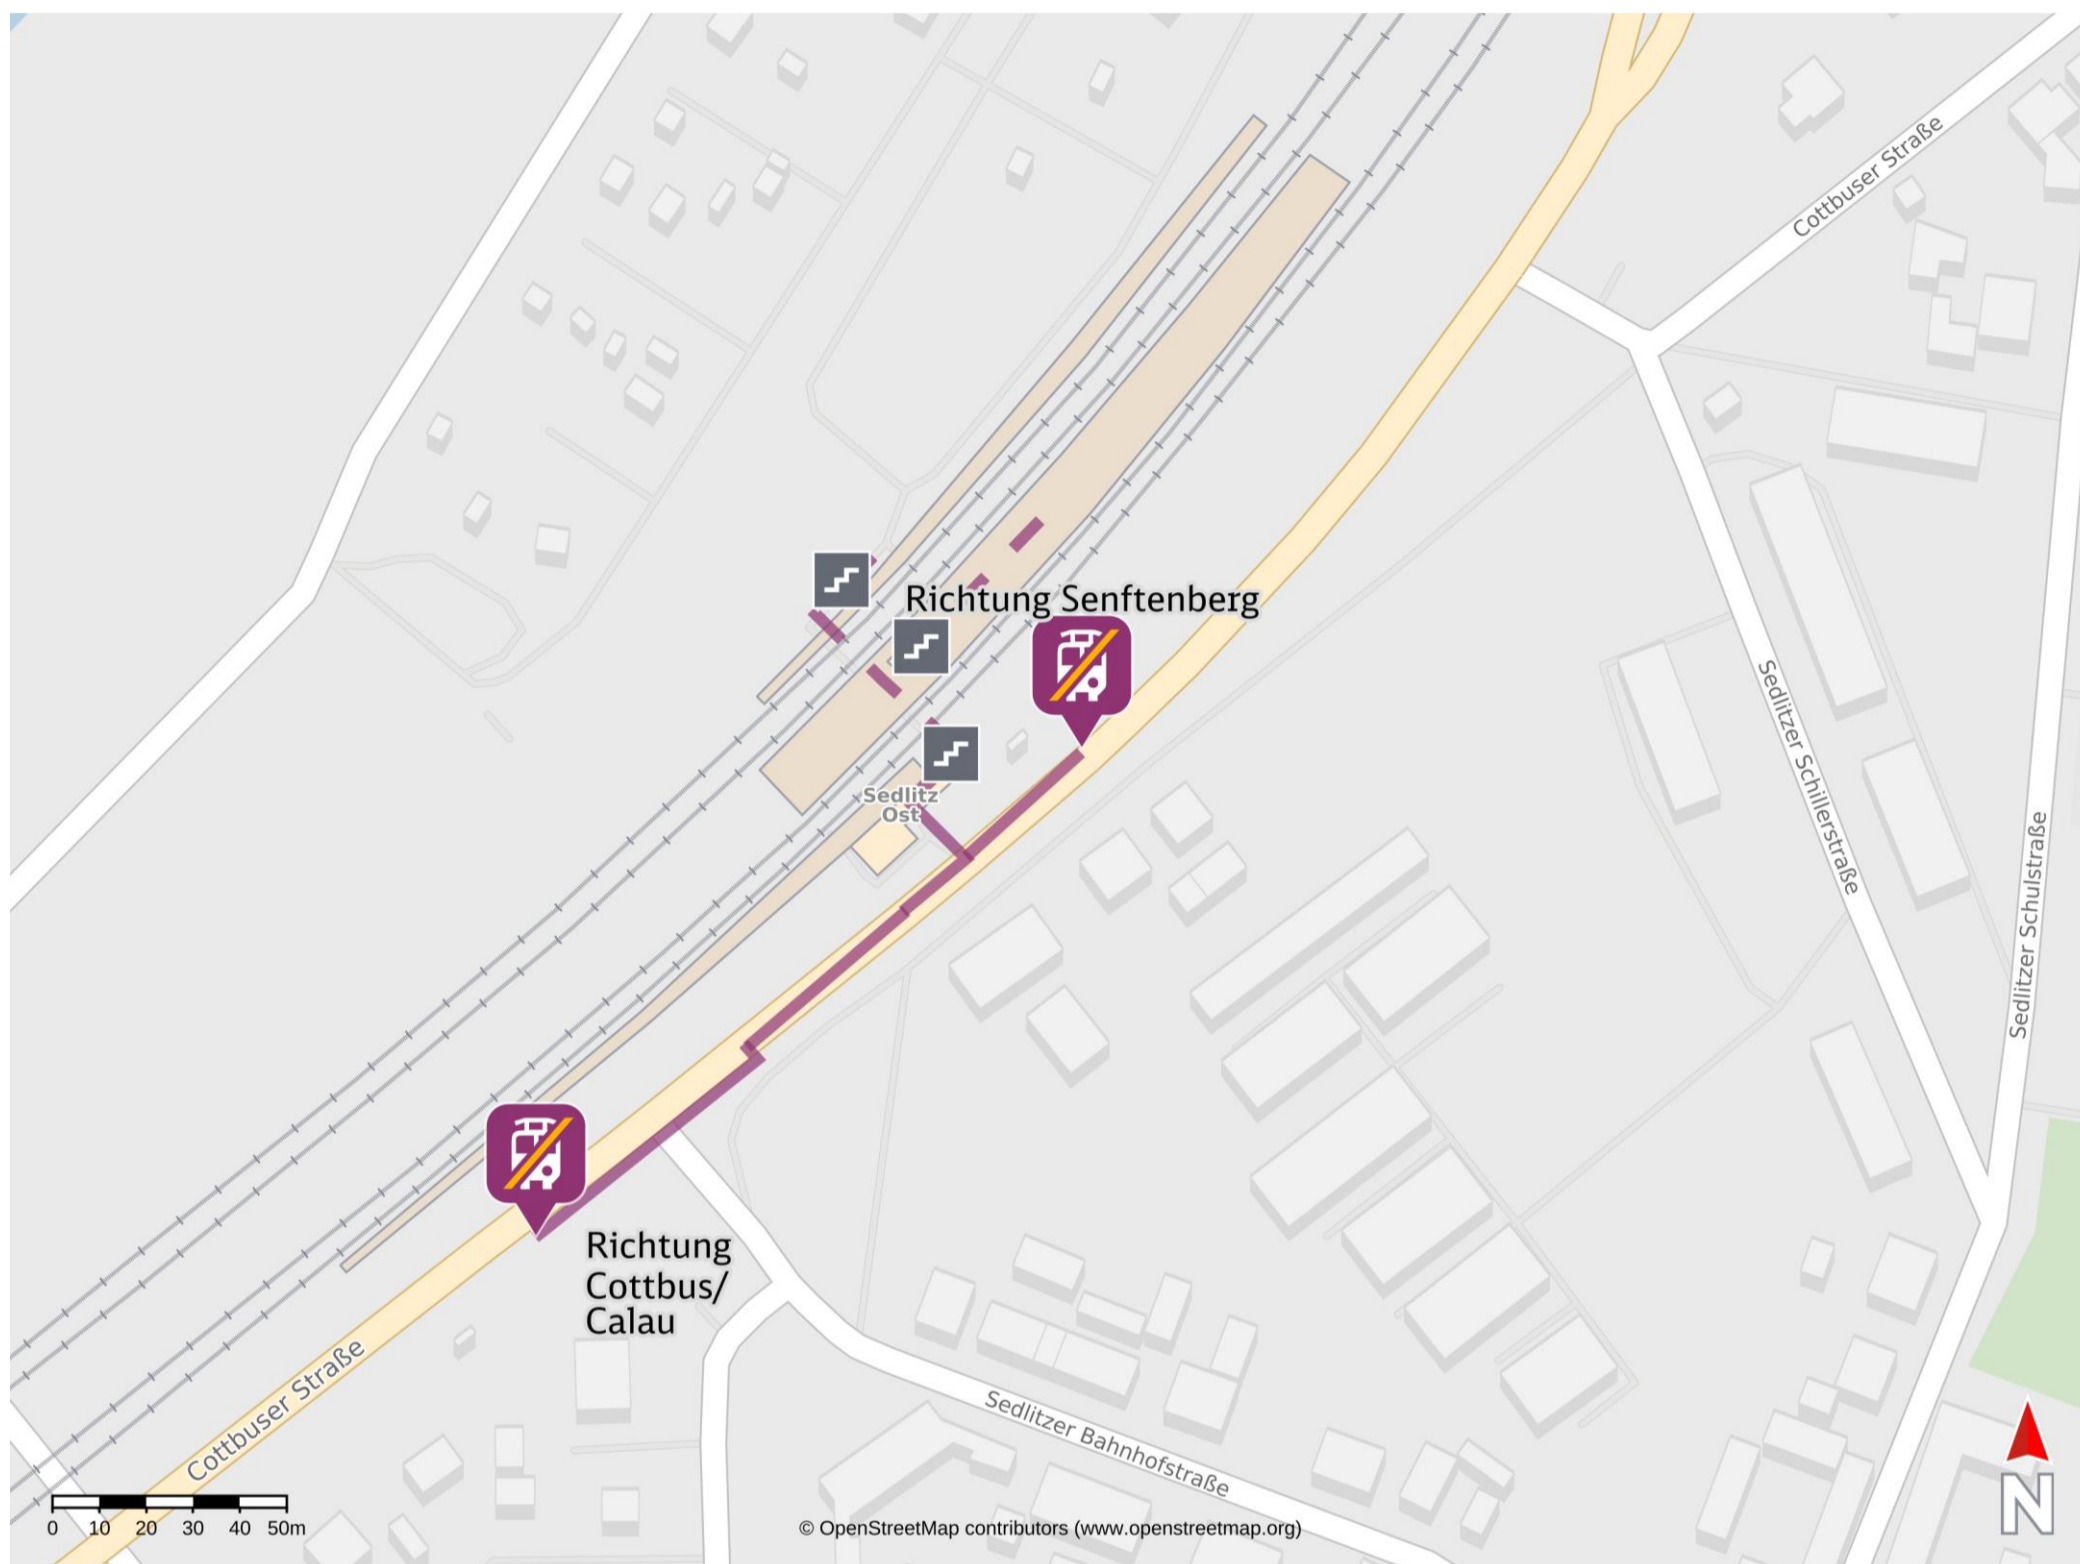 Cottbuser Straße
Richtung Senftenberg
Sedlitzer Schillerstraße
Sedlitz
Ost
Sedlitzer Schulstraße
Richtung
Cottbus/
Calau
Cottbuser Straße
Sedlitzer Bahnhofstraße
N
0 10 20 30 40 50m
© OpenStreetMap contributors (www.openstreetmap.org)